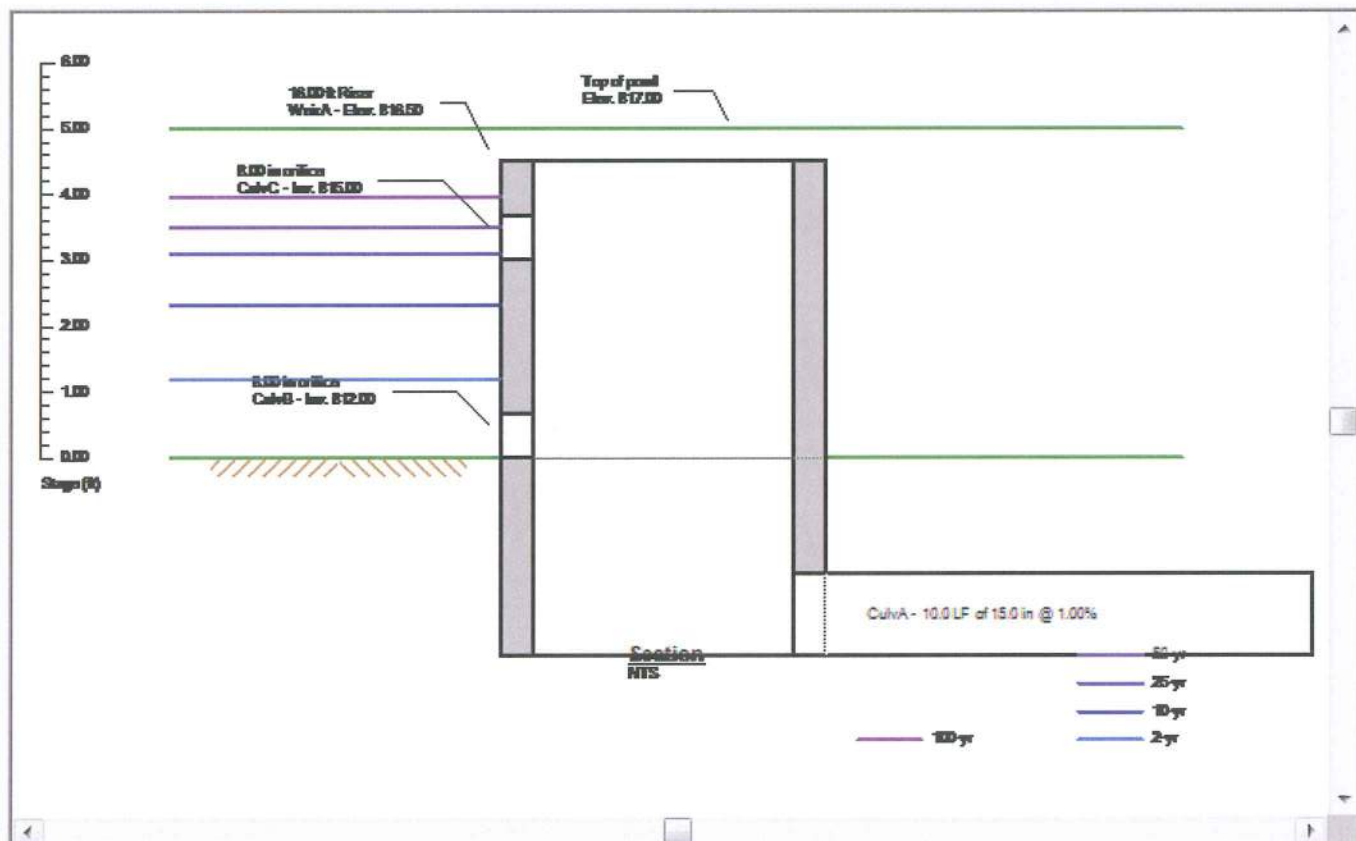 6.00
5.00
4.00
3.00
2.00
1.00
0.00
Stage (ft)
16.00 ft Riser
WeirA - Elev. 816.50
Top of pond
Elev. 817.00
8.00 in orifice
CulvC - Inv. 815.00
8.00 in orifice
CulvB - Inv. 812.00
CulvA - 10.0 LF of 15.0 in @ 1.00%
Section
NTS
50-yr
25-yr
10-yr
100-yr
2-yr